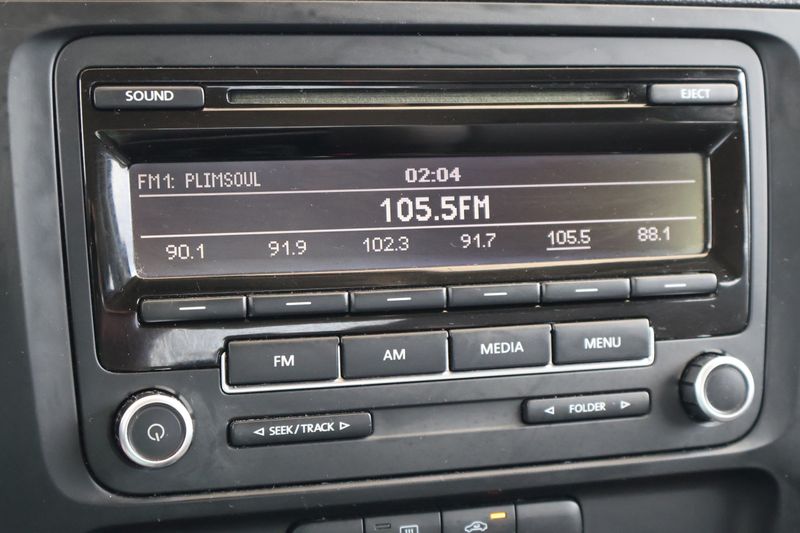 SOUND
EJECT
FM1: PLIMSOUL 02:04
105.5FM
90.1 91.9 102.3 91.7 105.5 88.1
FM AM MEDIA MENU
SEEK/TRACK FOLDER